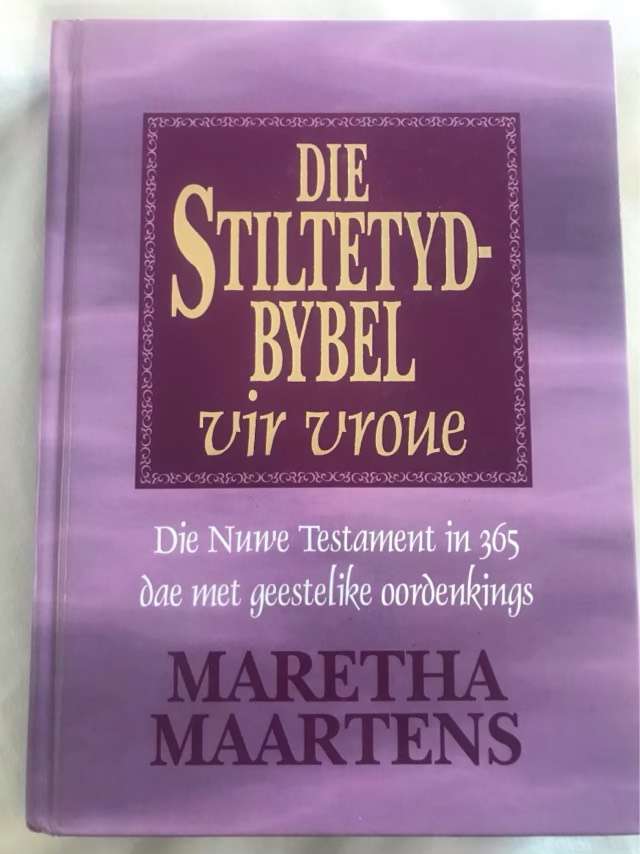 DIE
STILTETYD-
BYBEL
vir vroue
Die Nuwe Testament in 365
dae met geestelike oordenkings
MARETHA
MAARTENS